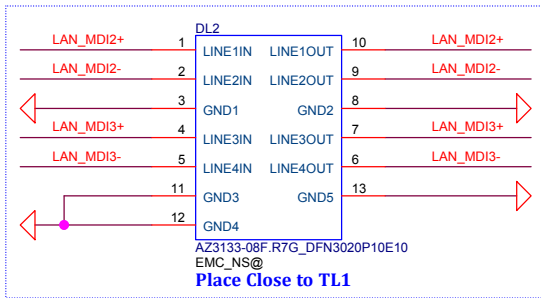 DL2
LAN_MDI2+ 1 LINE1IN LINE1OUT 10 LAN_MDI2+
LAN_MDI2- 2 LINE2IN LINE2OUT 9 LAN_MDI2-
3 GND1 GND2 8
LAN_MDI3+ 4 LINE3IN LINE3OUT 7 LAN_MDI3+
LAN_MDI3- 5 LINE4IN LINE4OUT 6 LAN_MDI3-
11 GND3 GND5 13
12 GND4
AZ3133-08F.R7G_DFN3020P10E10
EMC_NS@
Place Close to TL1